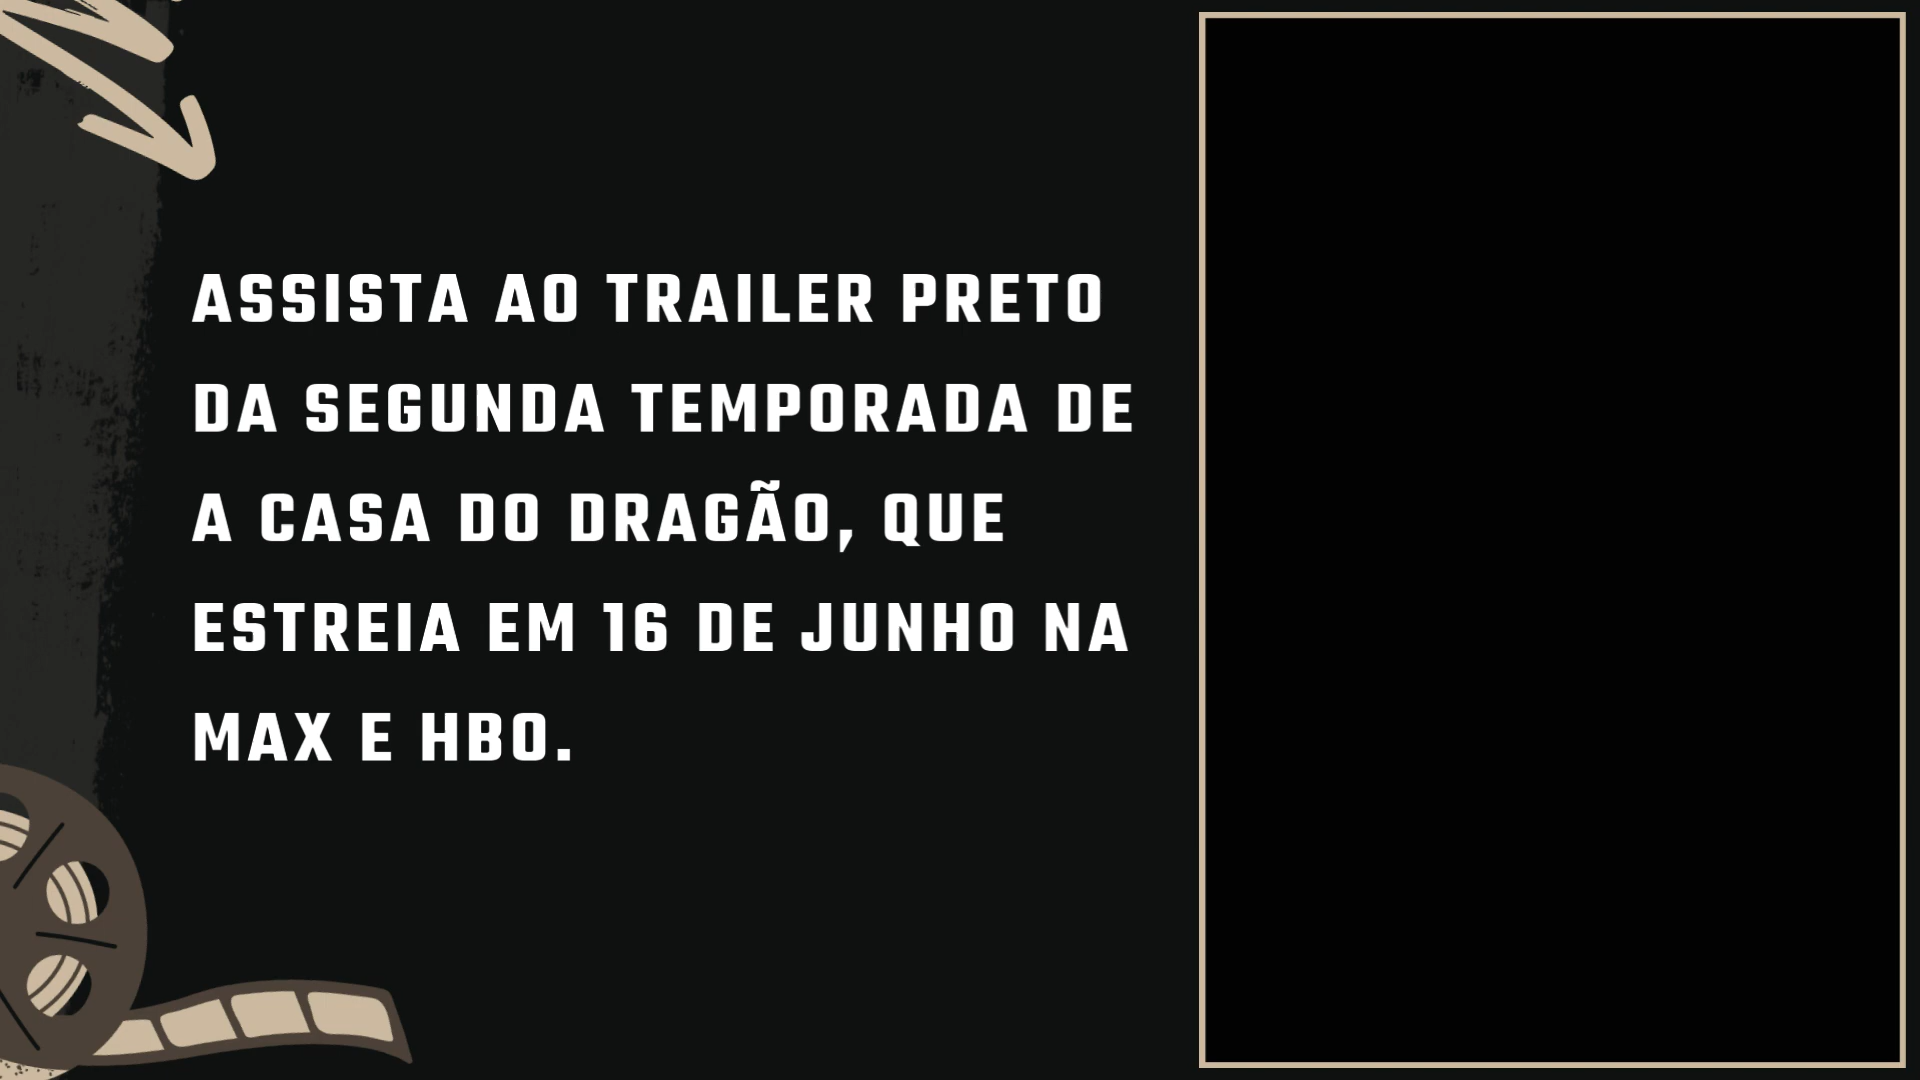 ASSISTA AO TRAILER PRETO
DA SEGUNDA TEMPORADA DE
A CASA DO DRAGÃO, QUE
ESTREIA EM 16 DE JUNHO NA
MAX E HBO.